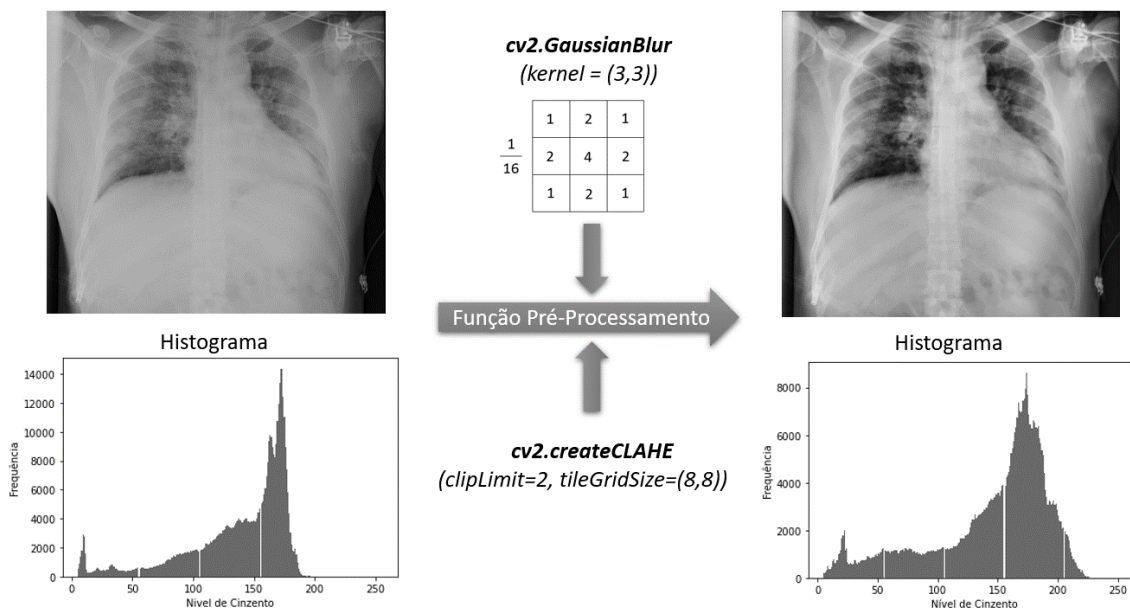 cv2.GaussianBlur
(kernel = (3,3))
1 2 1
1
16
2 4 2
1 2 1
Função Pré-Processamento
cv2.createCLAHE
(clipLimit=2, tileGridSize=(8,8))
Histograma
14000
12000
10000
8000
6000
4000
2000
0
Frequência
0 50 100 150 200 250
Nivel de Cinzento
Histograma
8000
6000
4000
2000
0
Frequência
0 50 100 150 200 250
Nível de Cinzento